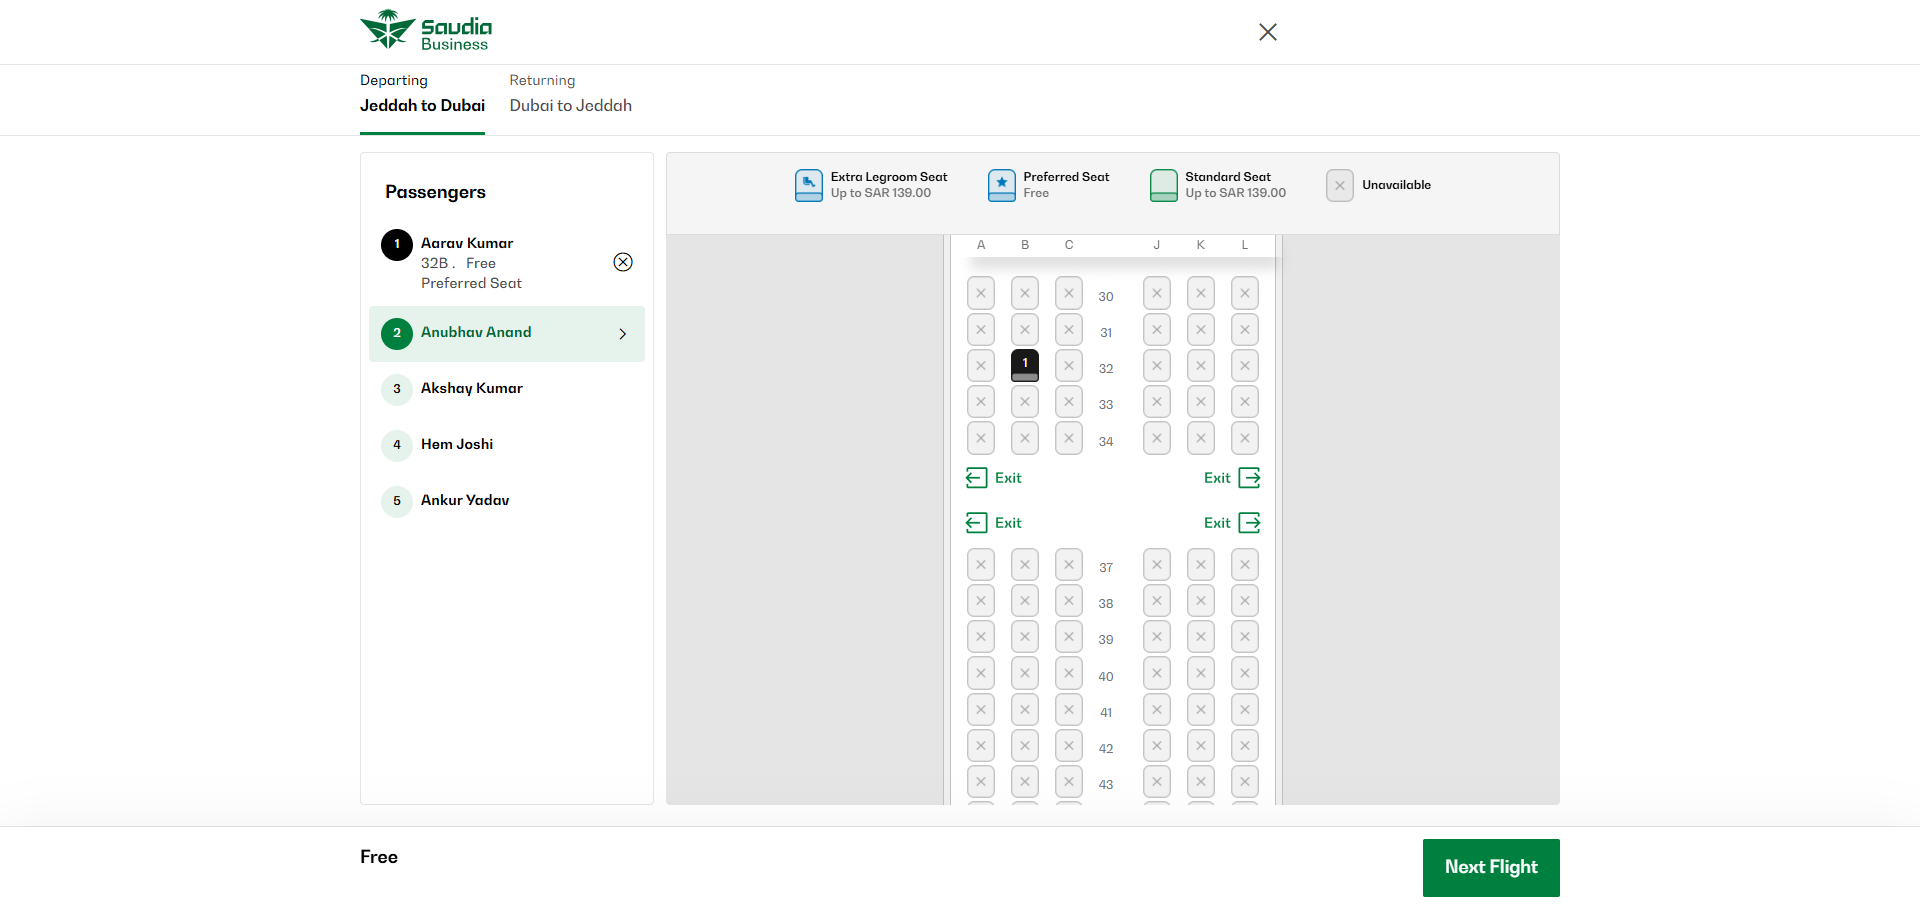 Saudia
Business
Departing
Jeddah to Dubai
Returning
Dubai to Jeddah
Passengers
1
Aarav Kumar
32B . Free
Preferred Seat
2
Anubhav Anand
3
Akshay Kumar
4
Hem Joshi
5
Ankur Yadav
Extra Legroom Seat
Up to SAR 139.00
Preferred Seat
Free
Standard Seat
Up to SAR 139.00
Unavailable
A B C J K L
30
31
1 32
33
34
Exit Exit
Exit Exit
37
38
39
40
41
42
43
Free
Next Flight